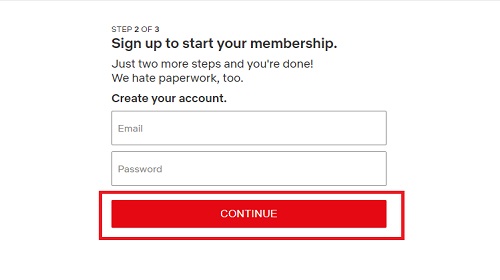 STEP 2 OF 3
Sign up to start your membership.
Just two more steps and you're done!
We hate paperwork, too.
Create your account.
Email
Password
CONTINUE